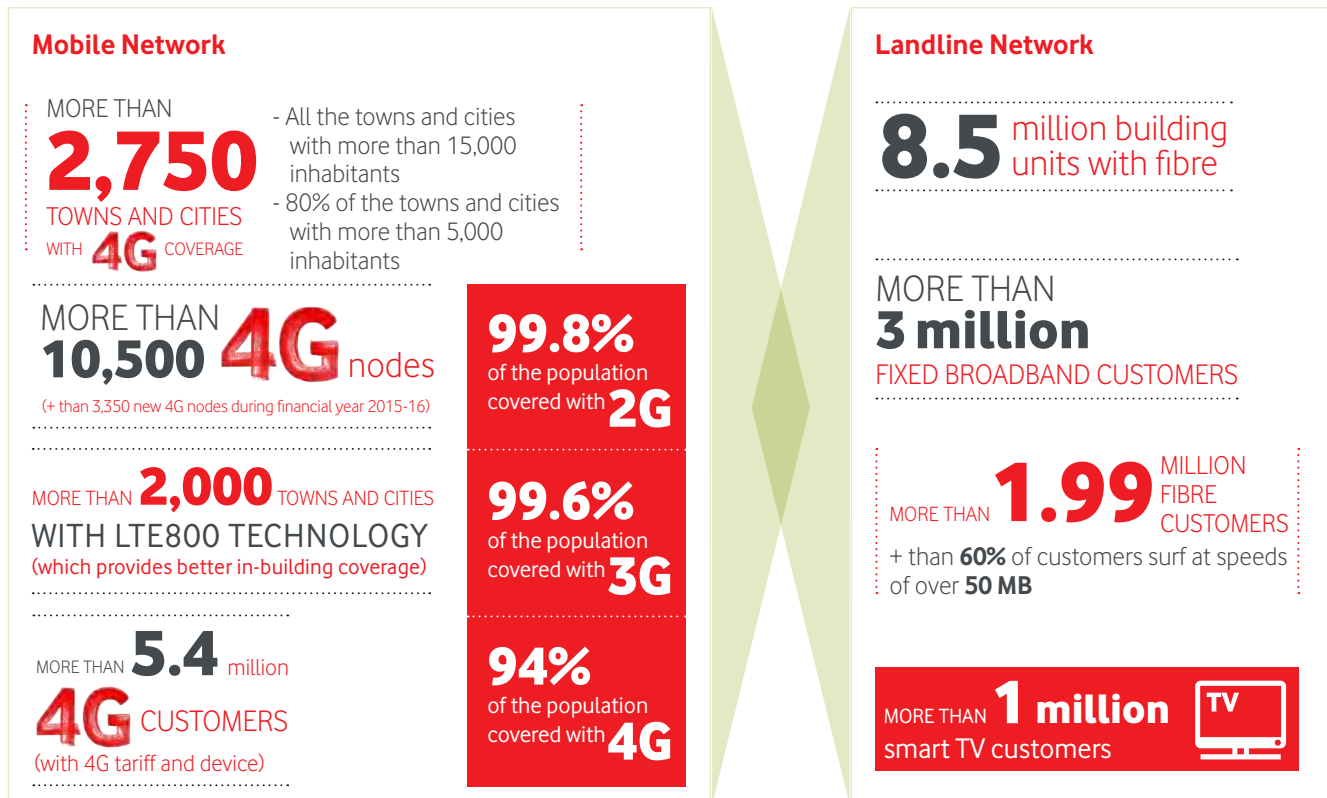 Mobile Network
MORE THAN
2,750
TOWNS AND CITIES
WITH 4G COVERAGE
- All the towns and cities
with more than 15,000
inhabitants
- 80% of the towns and cities
with more than 5,000
inhabitants
MORE THAN
10,500 4G nodes
(+ than 3,350 new 4G nodes during financial year 2015-16)
MORE THAN 2,000 TOWNS AND CITIES
WITH LTE800 TECHNOLOGY
(which provides better in-building coverage)
MORE THAN 5.4 million
4G CUSTOMERS
(with 4G tariff and device)
99.8%
of the population
covered with 2G
99.6%
of the population
covered with 3G
94%
of the population
covered with 4G
Landline Network
8.5 million building
units with fibre
MORE THAN
3 million
FIXED BROADBAND CUSTOMERS
MORE THAN 1.99 MILLION
FIBRE
CUSTOMERS
+ than 60% of customers surf at speeds
of over 50 MB
MORE THAN 1 million
smart TV customers
TV